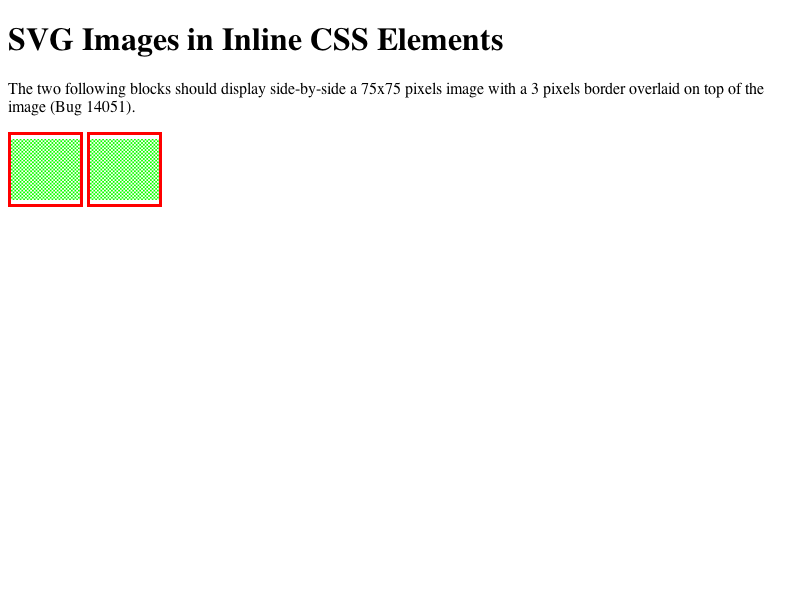 SVG Images in Inline CSS Elements
The two following blocks should display side-by-side a 75x75 pixels image with a 3 pixels border overlaid on top of the
image (Bug 14051).